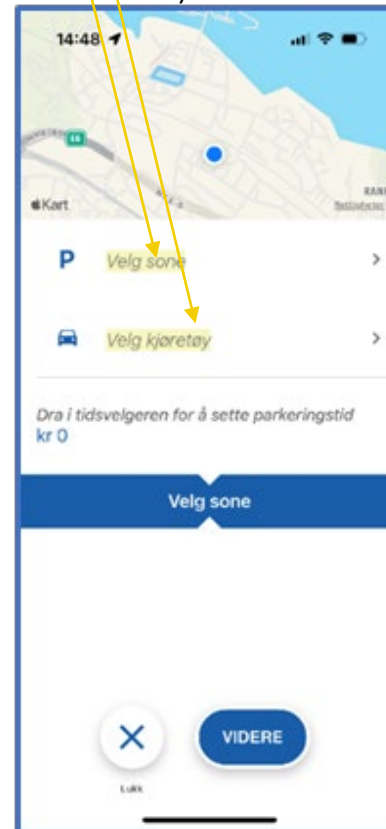 14:48
E6
Kart
P Velg sone >
Velg kjøretøy >
Dra i tidsvelgeren for å sette parkeringstid
kr 0
Velg sone
VIDERE
Lukk